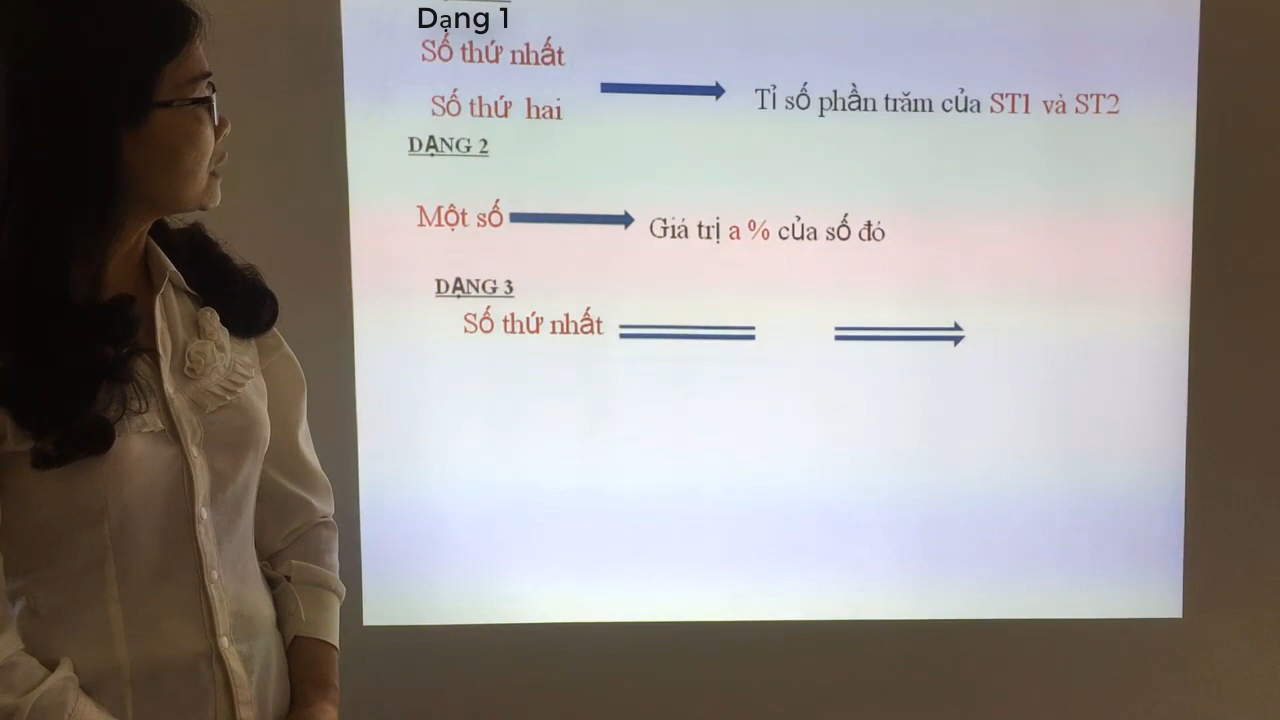 Dạng 1
Số thứ nhất
Tỉ số phần trăm của ST1 và ST2
Số thứ hai
DẠNG 2
Một số
Giá trị a % của số đó
DẠNG 3
Số thứ nhất